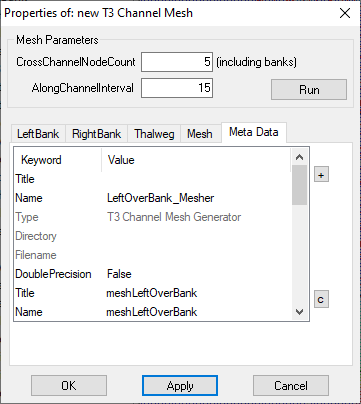 Properties of: new T3 Channel Mesh
Mesh Parameters
CrossChannelNodeCount 5 (including banks)
AlongChannelInterval 15 Run
LeftBank RightBank Thalweg Mesh Meta Data
Keyword Value
Title
Name LeftOverBank_Mesher
Type T3 Channel Mesh Generator
Directory
Filename
DoublePrecision False
Title meshLeftOverBank
Name meshLeftOverBank
+
c
OK Apply Cancel